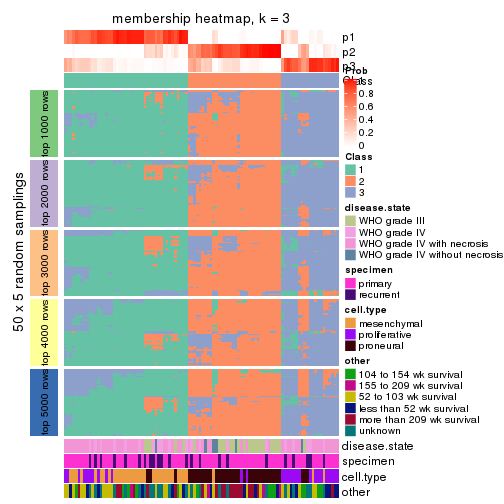 membership heatmap, k = 3
p1
p2
p3
Prob
Class
0.8
0.6
0.4
0.2
0
Class
1
2
3
disease.state
WHO grade III
WHO grade IV
WHO grade IV with necrosis
WHO grade IV without necrosis
specimen
primary
recurrent
cell.type
mesenchymal
proliferative
proneural
other
104 to 154 wk survival
155 to 209 wk survival
52 to 103 wk survival
less than 52 wk survival
more than 209 wk survival
unknown
50 x 5 random samplings
top 1000 rows
top 2000 rows
top 3000 rows
top 4000 rows
top 5000 rows
disease.state
specimen
cell.type
other